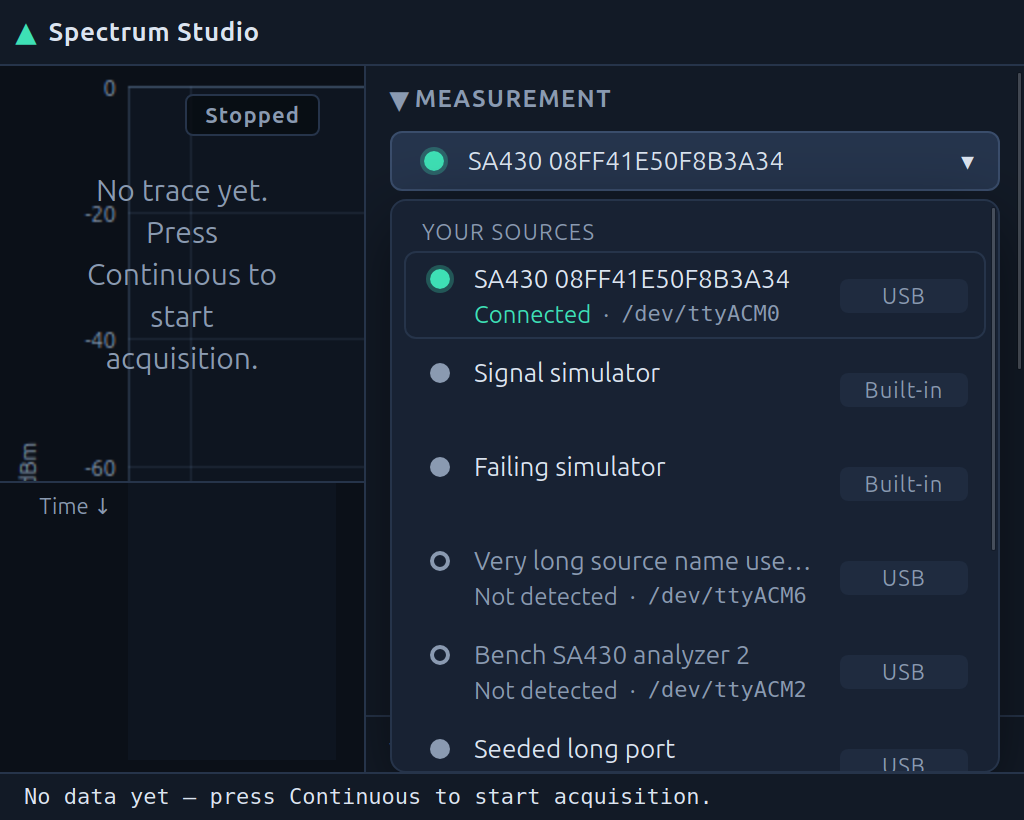 ▲ Spectrum Studio
0
Stopped
No trace yet.
-20
Press
Continuous to
start
-40
acquisition.
dBm
-60
Time ↓
▼ MEASUREMENT
SA430 08FF41E50F8B3A34 ▼
YOUR SOURCES
SA430 08FF41E50F8B3A34
USB
Connected · /dev/ttyACM0
Signal simulator
Built-in
Failing simulator
Built-in
Very long source name use…
USB
Not detected · /dev/ttyACM6
Bench SA430 analyzer 2
USB
Not detected · /dev/ttyACM2
Seeded long port
USB
No data yet — press Continuous to start acquisition.